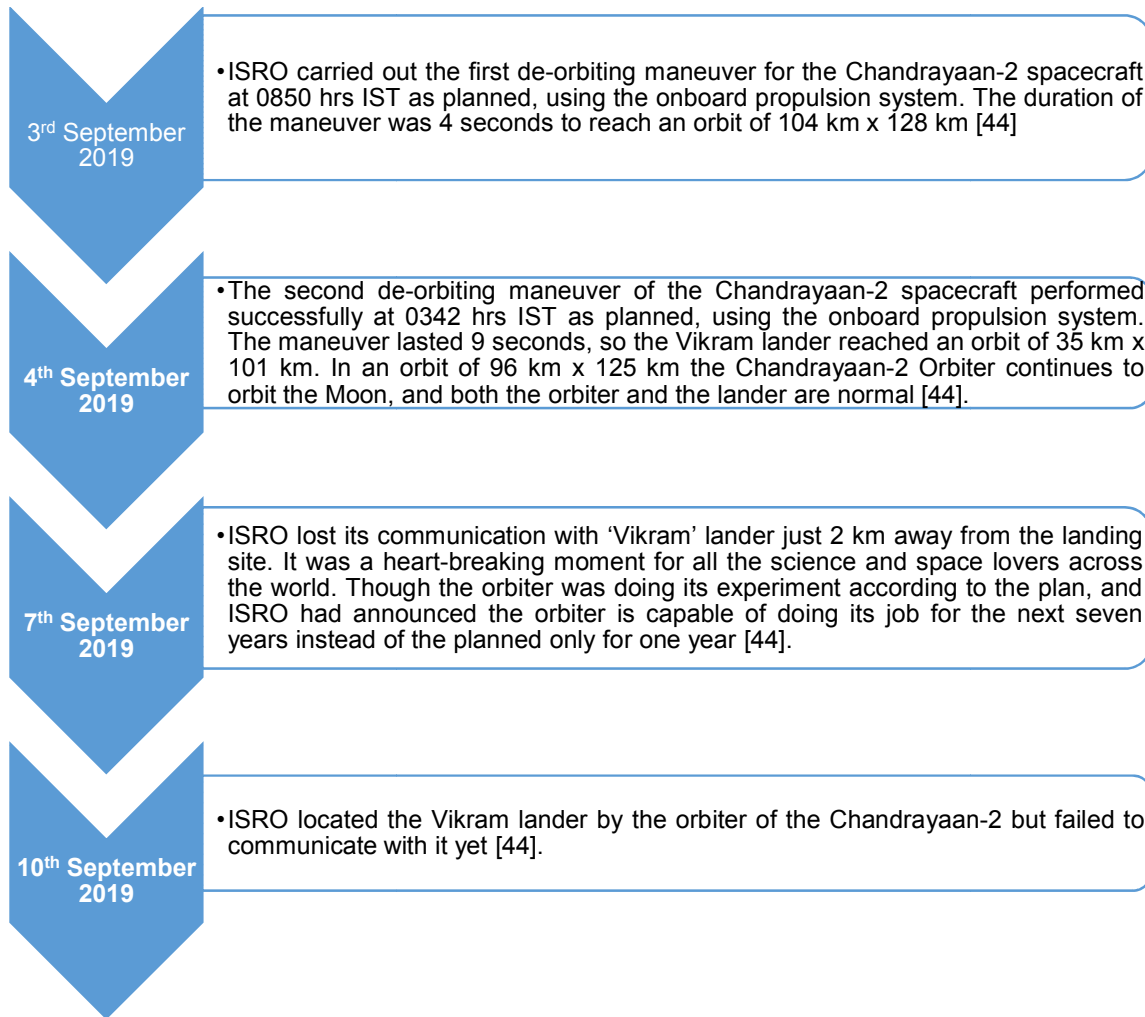 3rd September
2019
•ISRO carried out the first de-orbiting maneuver for the Chandrayaan-2 spacecraft
at 0850 hrs IST as planned, using the onboard propulsion system. The duration of
the maneuver was 4 seconds to reach an orbit of 104 km x 128 km [44]
4th September
2019
•The second de-orbiting maneuver of the Chandrayaan-2 spacecraft performed
successfully at 0342 hrs IST as planned, using the onboard propulsion system.
The maneuver lasted 9 seconds, so the Vikram lander reached an orbit of 35 km x
101 km. In an orbit of 96 km x 125 km the Chandrayaan-2 Orbiter continues to
orbit the Moon, and both the orbiter and the lander are normal [44].
7th September
2019
•ISRO lost its communication with ‘Vikram’ lander just 2 km away from the landing
site. It was a heart-breaking moment for all the science and space lovers across
the world. Though the orbiter was doing its experiment according to the plan, and
ISRO had announced the orbiter is capable of doing its job for the next seven
years instead of the planned only for one year [44].
10th September
2019
•ISRO located the Vikram lander by the orbiter of the Chandrayaan-2 but failed to
communicate with it yet [44].